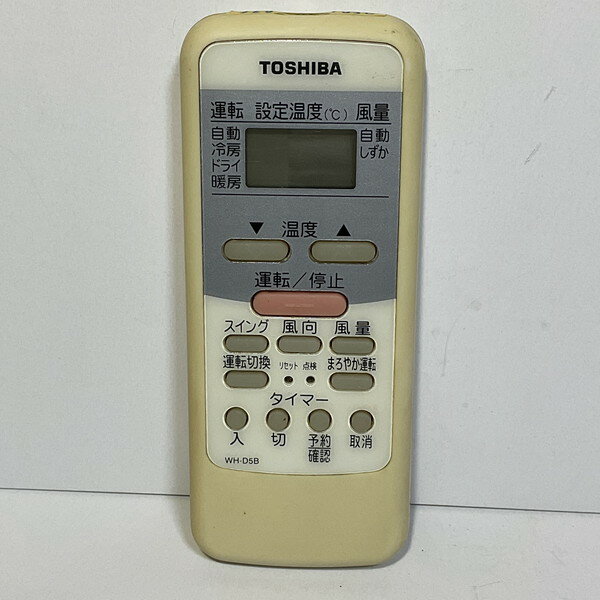 TOSHIBA
運転 設定温度(℃) 風量
自動 自動
冷房 しずか
ドライ
暖房
▼ 温度 ▲
運転/停止
スイング 風向 風量
運転切換 リセット 点検 まろやか運転
タイマー
入 切 予約 取消
確認
WH-D5B